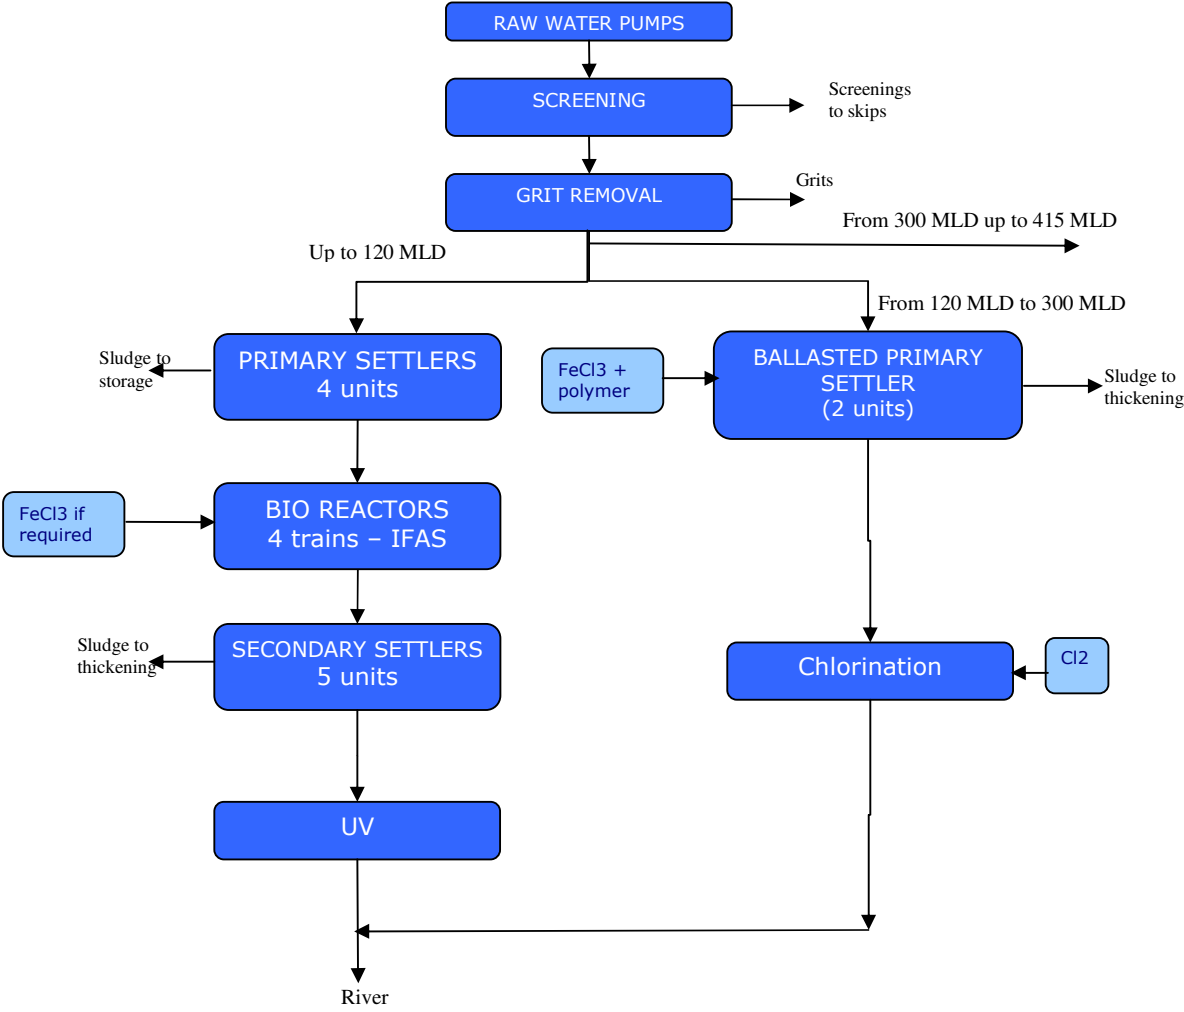 RAW WATER PUMPS
SCREENING
Screenings
to skips
GRIT REMOVAL
Grits
From 300 MLD up to 415 MLD
Up to 120 MLD
From 120 MLD to 300 MLD
Sludge to
storage
PRIMARY SETTLERS
4 units
FeCl3 +
polymer
BALLASTED PRIMARY
SETTLER
(2 units)
Sludge to
thickening
FeCl3 if
required
BIO REACTORS
4 trains – IFAS
Sludge to
thickening
SECONDARY SETTLERS
5 units
Chlorination
Cl2
UV
River